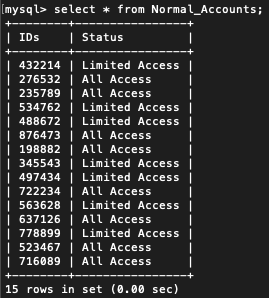 [mysql> select * from Normal_Accounts;
+--------+----------------+
| IDs | Status |
+--------+----------------+
| 432214 | Limited Access |
| 276532 | All Access |
| 235789 | All Access |
| 534762 | Limited Access |
| 488672 | Limited Access |
| 876473 | All Access |
| 198882 | All Access |
| 345543 | Limited Access |
| 497434 | Limited Access |
| 722234 | All Access |
| 563628 | Limited Access |
| 637126 | All Access |
| 778899 | Limited Access |
| 523467 | All Access |
| 716089 | All Access |
+--------+----------------+
15 rows in set (0.00 sec)